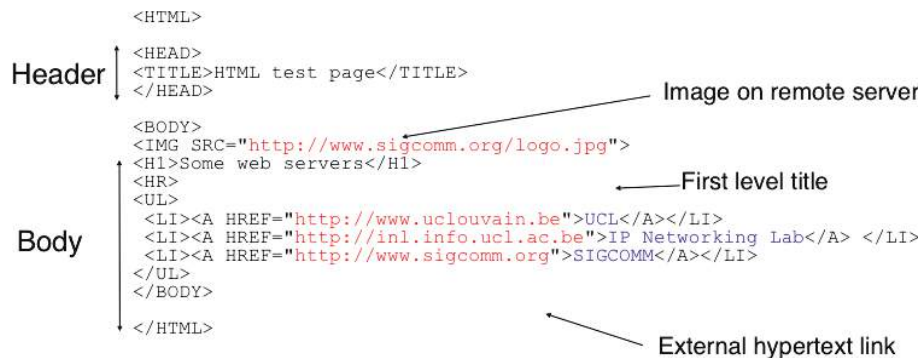 <HTML>
<HEAD>
<TITLE>HTML test page</TITLE>
</HEAD>
Header
Image on remote server
<BODY>
<IMG SRC="http://www.sigcomm.org/logo.jpg">
<H1>Some web servers</H1>
<HR>
First level title
<UL>
<LI><A HREF="http://www.uclouvain.be">UCL</A></LI>
<LI><A HREF="http://inl.info.ucl.ac.be">IP Networking Lab</A> </LI>
<LI><A HREF="http://www.sigcomm.org">SIGCOMM</A></LI>
Body
</UL>
</BODY>
</HTML>
External hypertext link